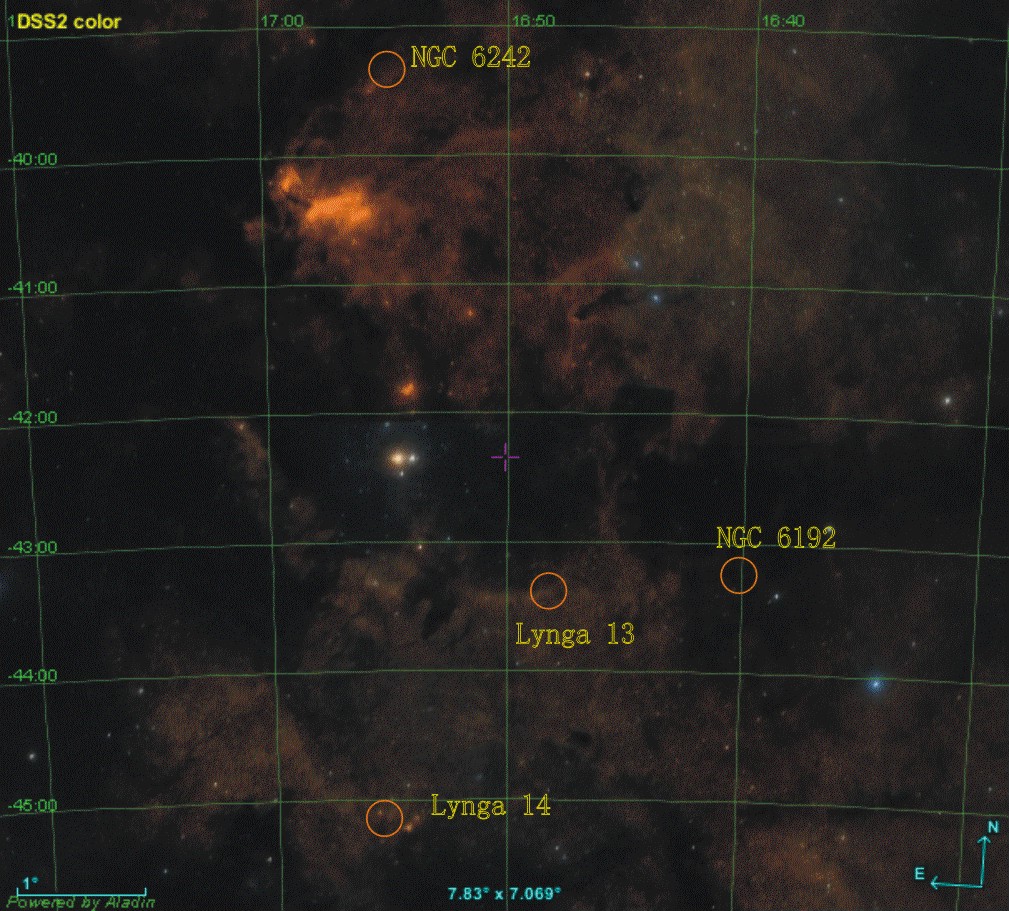 1
DSS2 color
17:00
16:50
16:40
NGC 6242
-40:00
-41:00
-42:00
-43:00
NGC 6192
Lynga 13
-44:00
-45:00
Lynga 14
N
E
1°
7.83° x 7.069°
Powered by Aladin